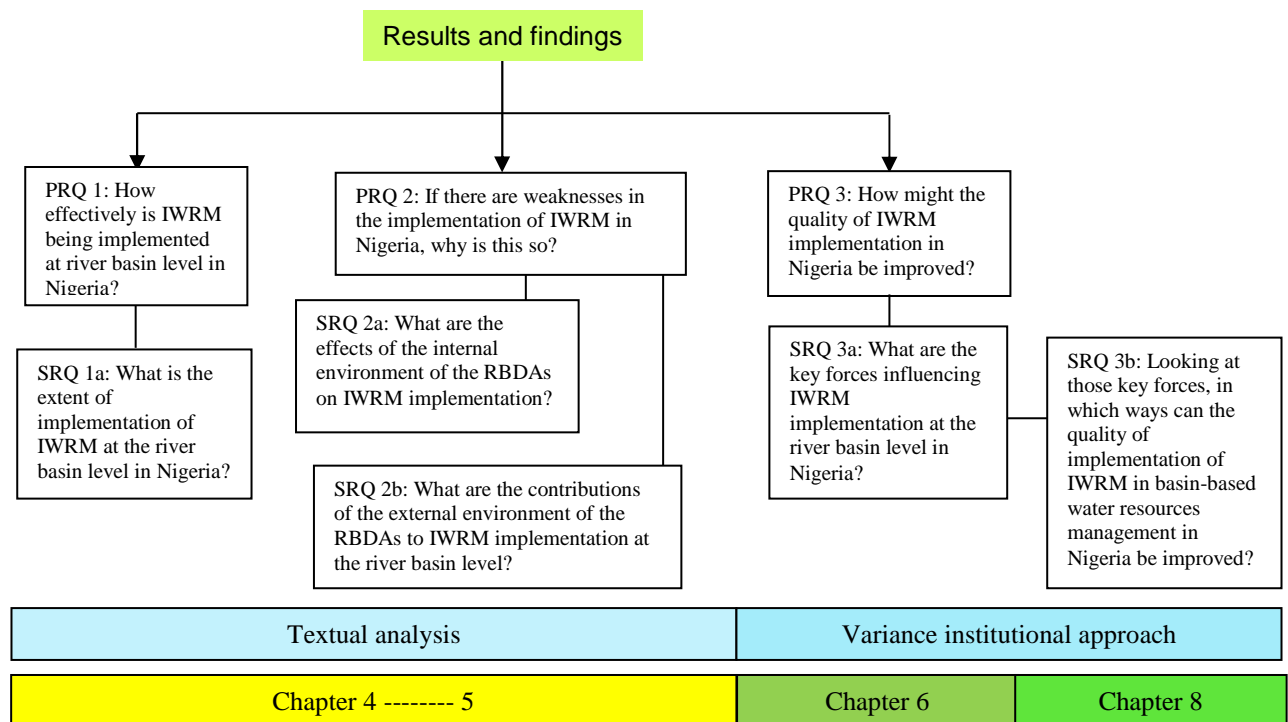 Results and findings
PRQ 1: How
effectively is IWRM
being implemented
at river basin level in
Nigeria?
PRQ 2: If there are weaknesses in
the implementation of IWRM in
Nigeria, why is this so?
PRQ 3: How might the
quality of IWRM
implementation in
Nigeria be improved?
SRQ 1a: What is the
extent of
implementation of
IWRM at the river
basin level in Nigeria?
SRQ 2a: What are the
effects of the internal
environment of the RBDAs
on IWRM implementation?
SRQ 2b: What are the contributions
of the external environment of the
RBDAs to IWRM implementation at
the river basin level?
SRQ 3a: What are the
key forces influencing
IWRM
implementation at the
river basin level in
Nigeria?
SRQ 3b: Looking at
those key forces, in
which ways can the
quality of
implementation of
IWRM in basin-based
water resources
management in
Nigeria be improved?
Textual analysis
Variance institutional approach
Chapter 4 -------- 5
Chapter 6
Chapter 8